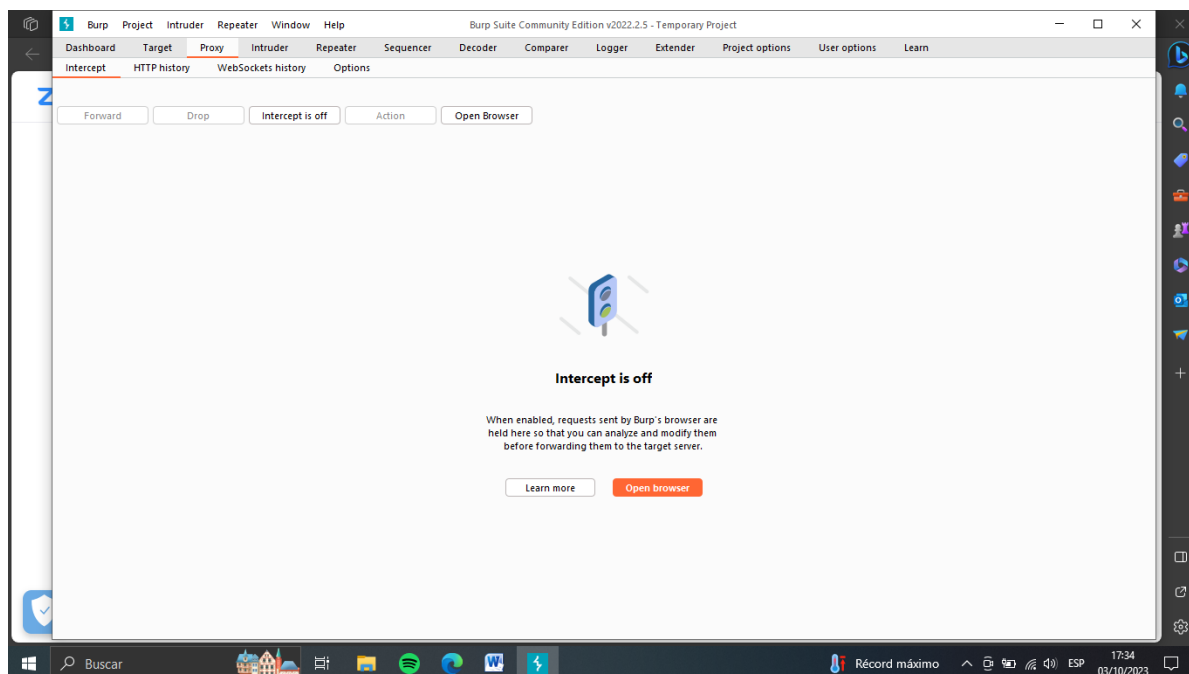 Burp Project Intruder Repeater Window Help Burp Suite Community Edition v2022.2.5 - Temporary Project
Dashboard Target Proxy Intruder Repeater Sequencer Decoder Comparer Logger Extender Project options User options Learn
Intercept HTTP history WebSockets history Options
Forward Drop Intercept is off Action Open Browser
Intercept is off
When enabled, requests sent by Burp's browser are
held here so that you can analyze and modify them
before forwarding them to the target server.
Learn more Open browser
Buscar Récord máximo ESP 17:34
03/10/2023